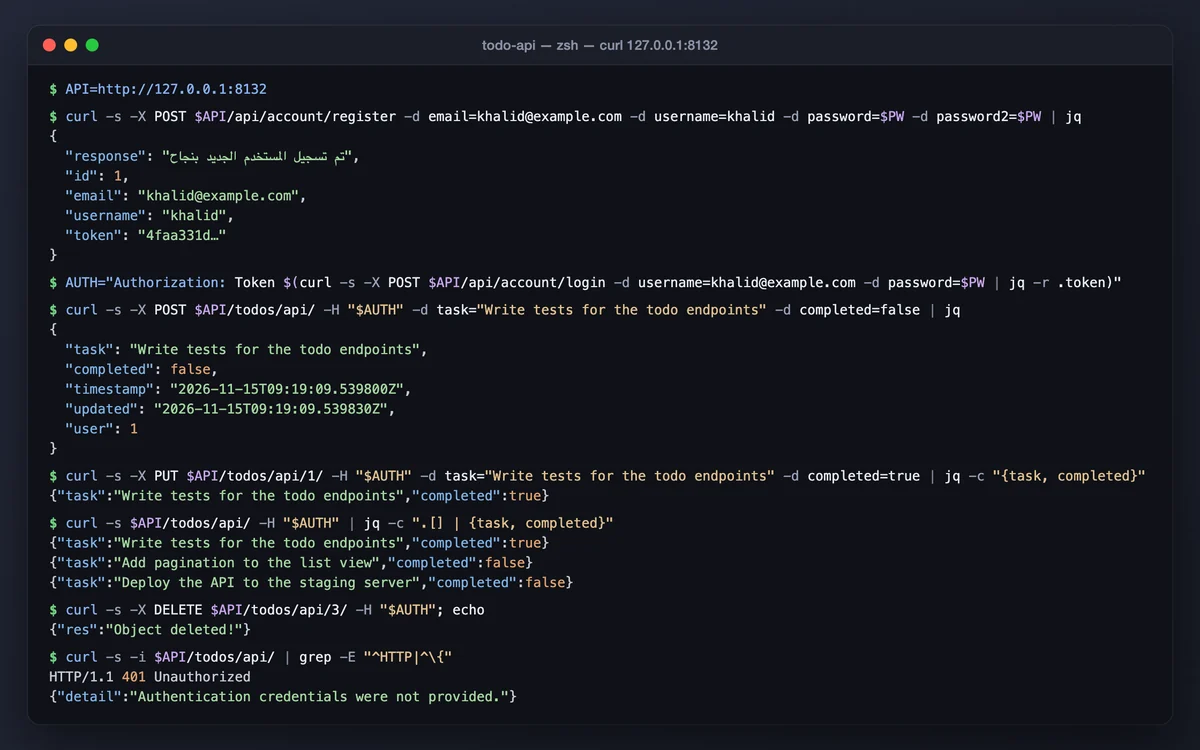 todo-api — zsh — curl 127.0.0.1:8132
$ API=http://127.0.0.1:8132
$ curl -s -X POST $API/api/account/register -d email=khalid@example.com -d username=khalid -d password=$PW -d password2=$PW | jq
{
  "response": "تم تسجيل المستخدم الجديد بنجاح",
  "id": 1,
  "email": "khalid@example.com",
  "username": "khalid",
  "token": "4faa331d…"
}
$ AUTH="Authorization: Token $(curl -s -X POST $API/api/account/login -d username=khalid@example.com -d password=$PW | jq -r .token)"
$ curl -s -X POST $API/todos/api/ -H "$AUTH" -d task="Write tests for the todo endpoints" -d completed=false | jq
{
  "task": "Write tests for the todo endpoints",
  "completed": false,
  "timestamp": "2026-11-15T09:19:09.539800Z",
  "updated": "2026-11-15T09:19:09.539830Z",
  "user": 1
}
$ curl -s -X PUT $API/todos/api/1/ -H "$AUTH" -d task="Write tests for the todo endpoints" -d completed=true | jq -c "{task, completed}"
{"task":"Write tests for the todo endpoints","completed":true}
$ curl -s $API/todos/api/ -H "$AUTH" | jq -c ".[] | {task, completed}"
{"task":"Write tests for the todo endpoints","completed":true}
{"task":"Add pagination to the list view","completed":false}
{"task":"Deploy the API to the staging server","completed":false}
$ curl -s -X DELETE $API/todos/api/3/ -H "$AUTH"; echo
{"res":"Object deleted!"}
$ curl -s -i $API/todos/api/ | grep -E "^HTTP|^\{"
HTTP/1.1 401 Unauthorized
{"detail":"Authentication credentials were not provided."}